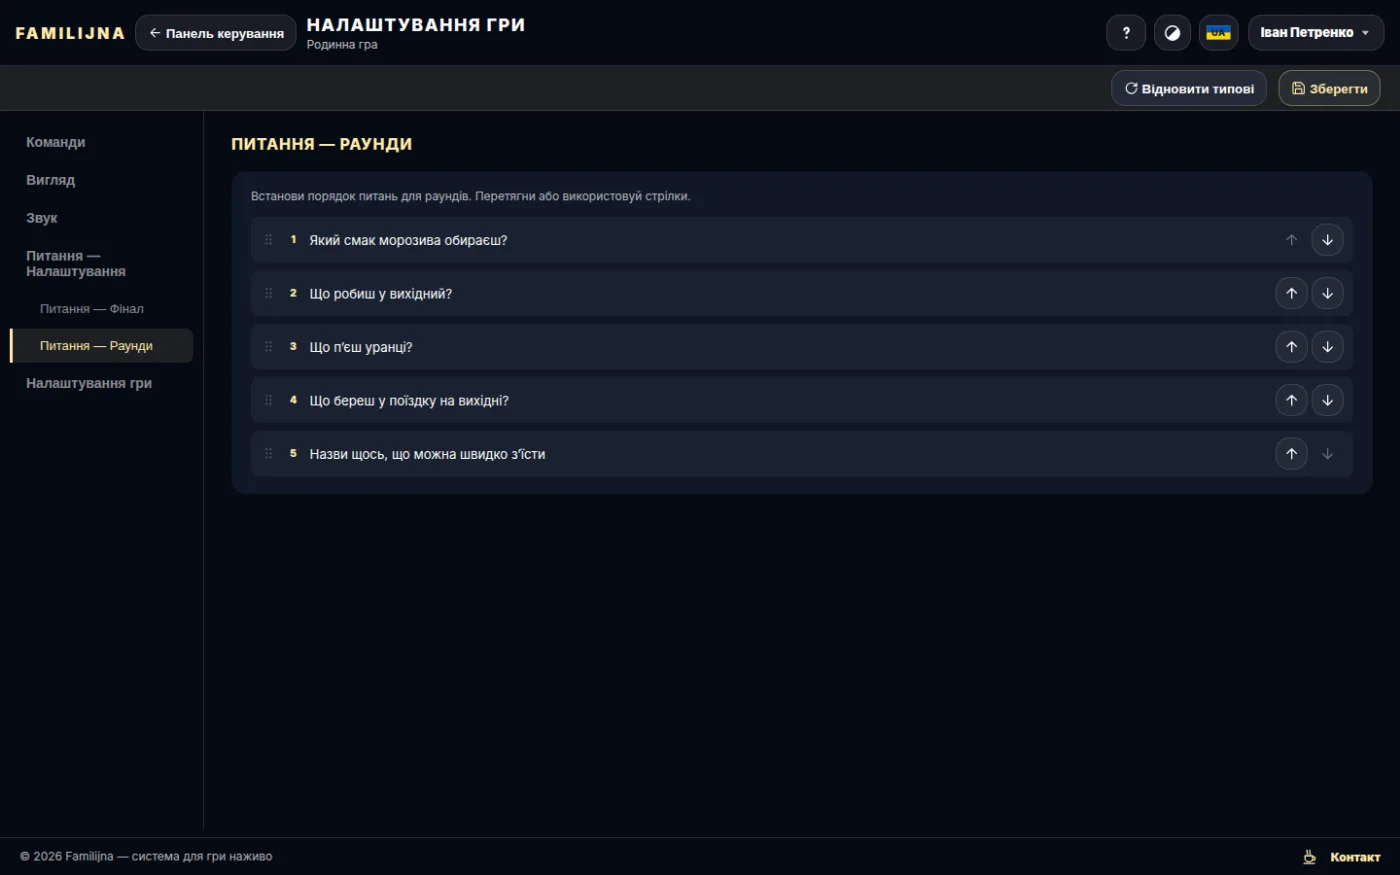 FAMILIJNA
← Панель керування
НАЛАШТУВАННЯ ГРИ
Родинна гра
?
UA
Іван Петренко
Відновити типові
Зберегти
Команди
Вигляд
Звук
Питання —
Налаштування
Питання — Фінал
Питання — Раунди
Налаштування гри
ПИТАННЯ — РАУНДИ
Встанови порядок питань для раундів. Перетягни або використовуй стрілки.
1 Який смак морозива обираєш? ↑ ↓
2 Що робиш у вихідний? ↑ ↓
3 Що п'єш уранці? ↑ ↓
4 Що береш у поїздку на вихідні? ↑ ↓
5 Назви щось, що можна швидко з'їсти ↑ ↓
© 2026 Familijna — система для гри наживо
Контакт